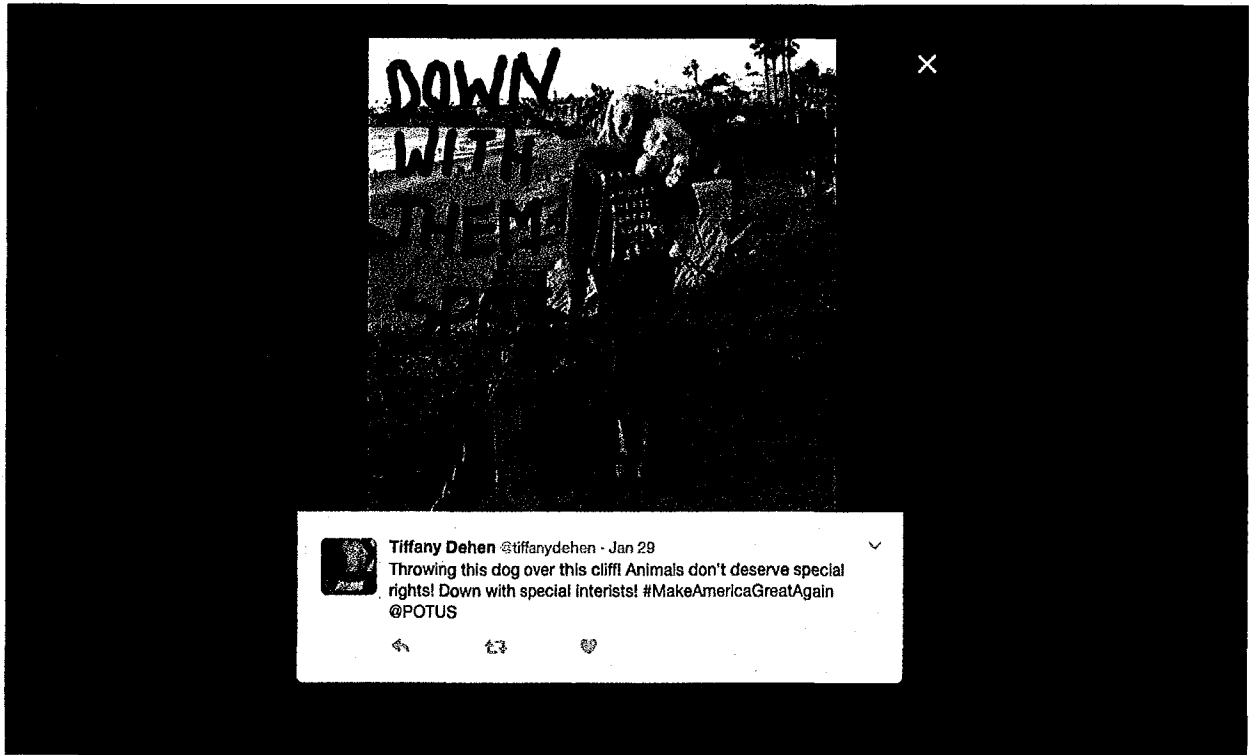 DOWN
WITH
THEM
Tiffany Dehen @tiffanydehen · Jan 29
Throwing this dog over this cliff! Animals don't deserve special
rights! Down with special interists! #MakeAmericaGreatAgain
@POTUS